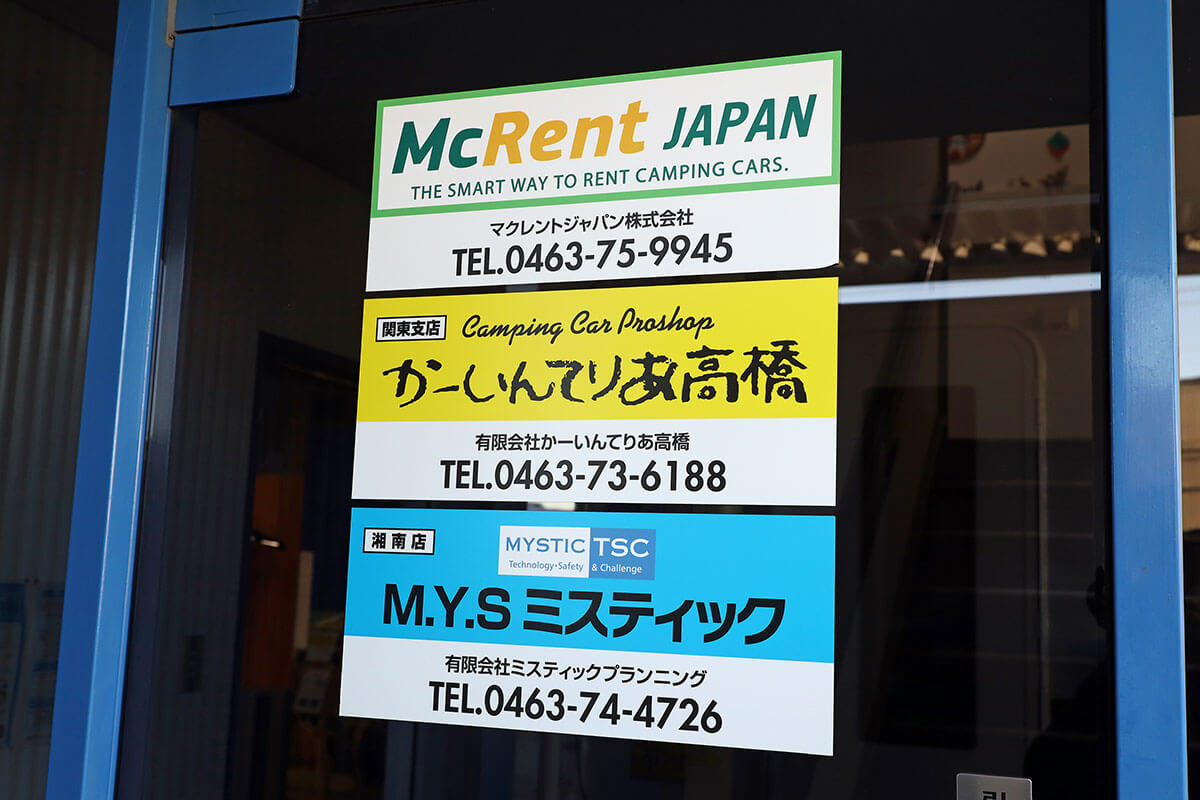 McRent JAPAN
THE SMART WAY TO RENT CAMPING CARS.
マクレントジャパン株式会社
TEL.0463-75-9945
関東支店 Camping Car Proshop
かーいんてりあ高橋
有限会社かーいんてりあ高橋
TEL.0463-73-6188
湘南店
MYSTIC TSC
Technology・Safety & Challenge
M.Y.S ミスティック
有限会社ミスティックプランニング
TEL.0463-74-4726